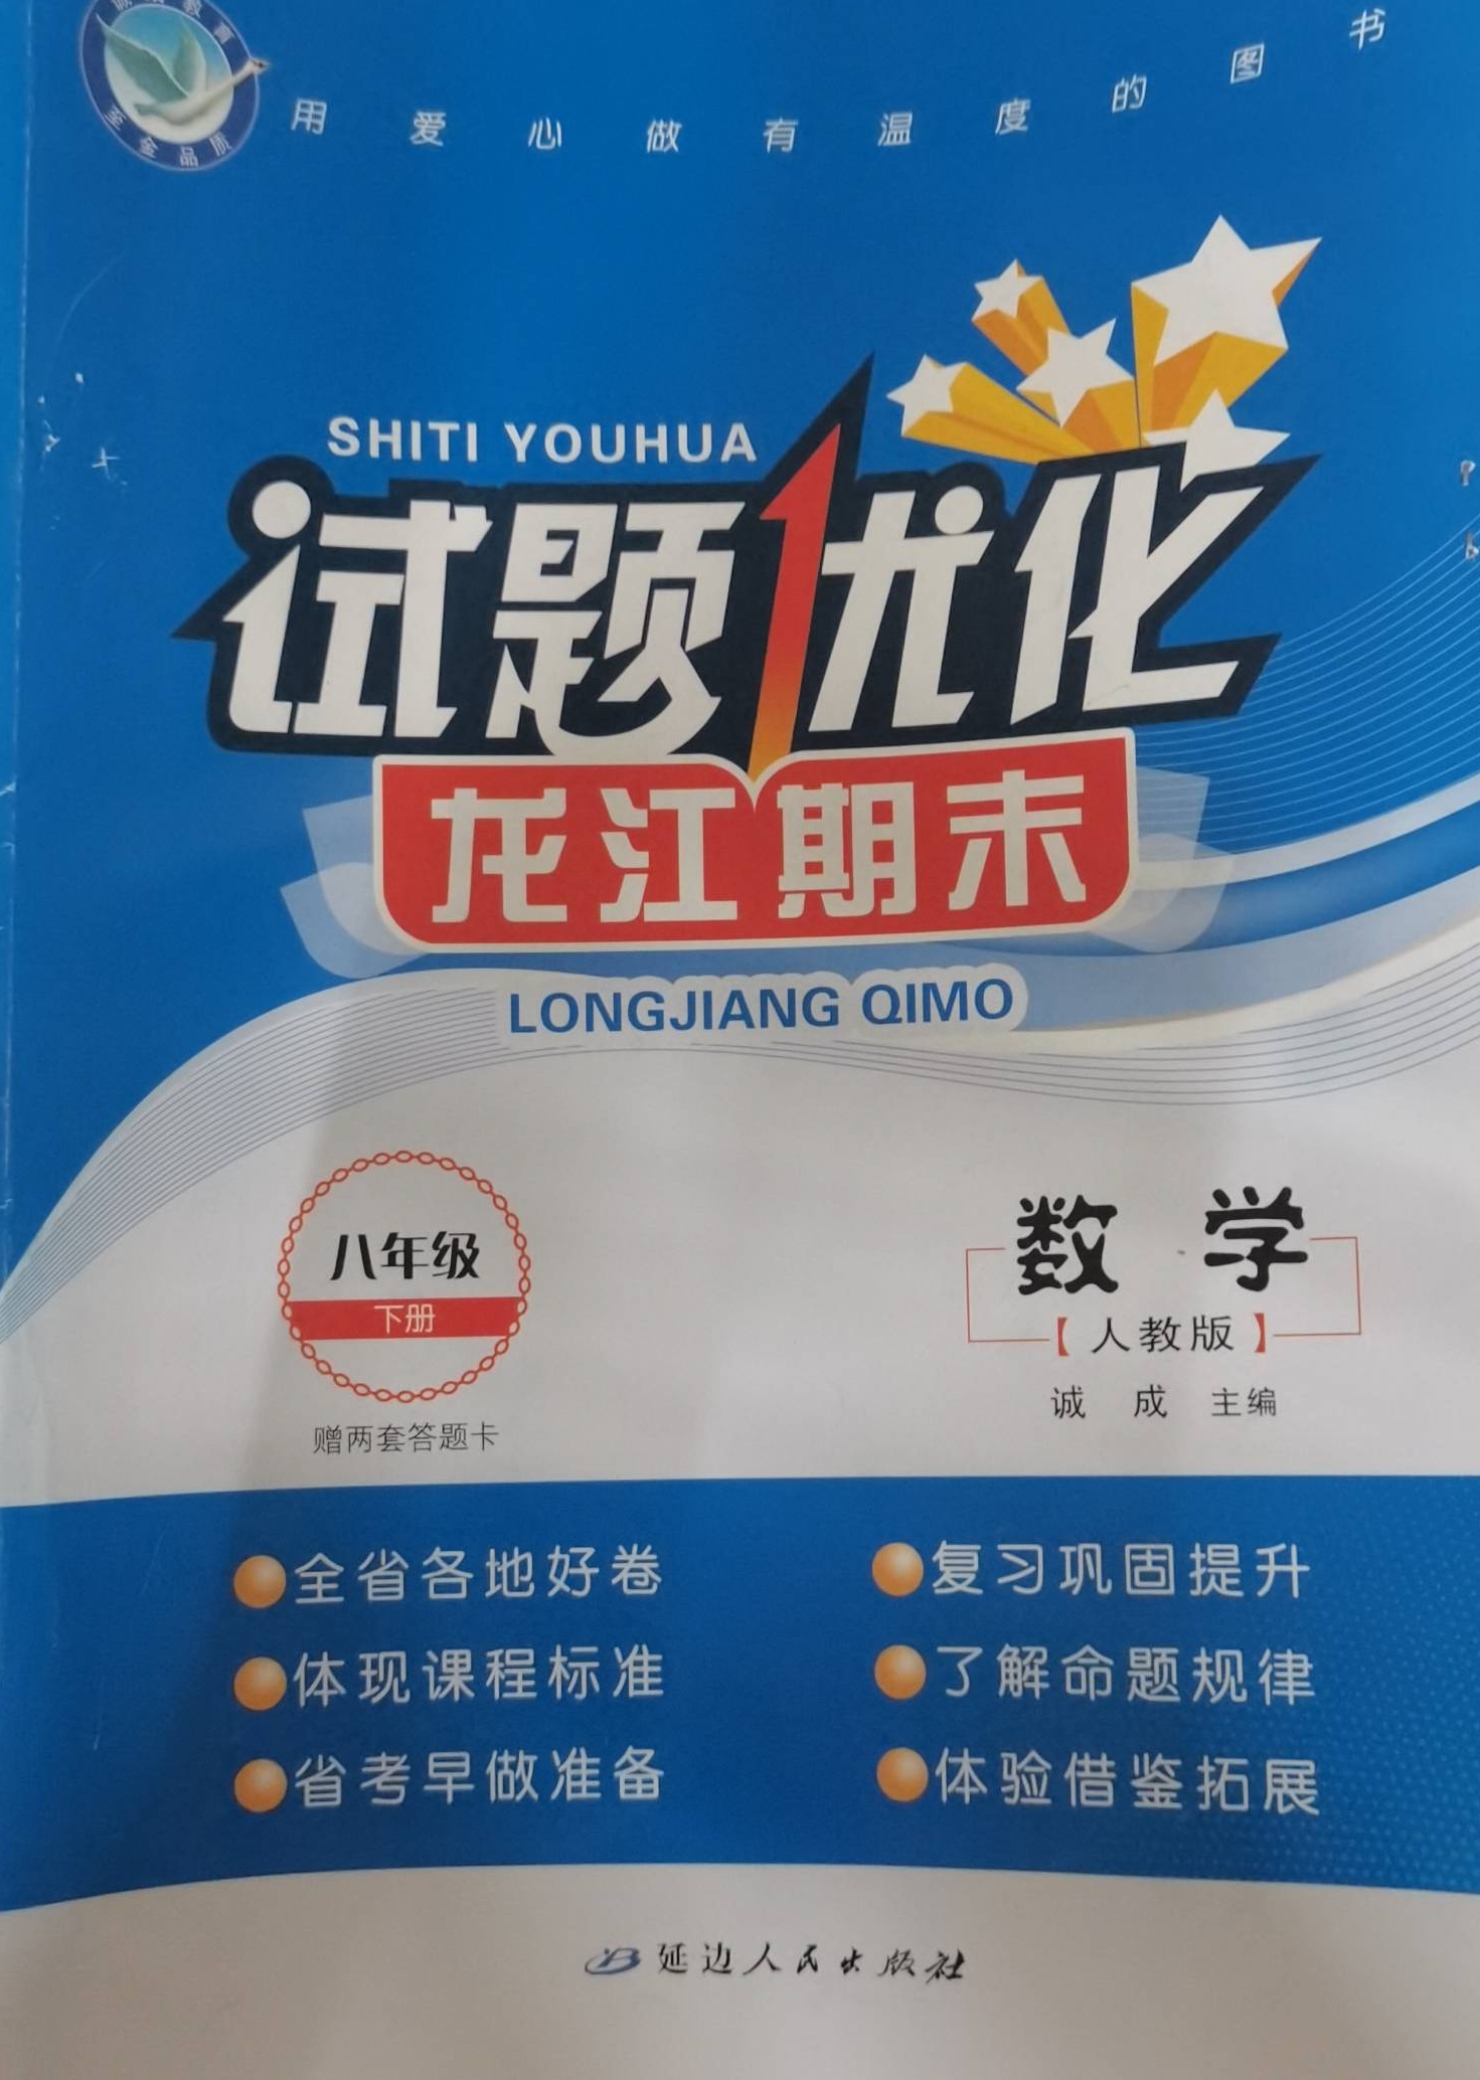 至全品质
用爱心做有温度的图书
SHITI YOUHUA
试题优化
龙江期末
LONGJIANG QIMO
八年级
下册
赠两套答题卡
数学
【人教版】
诚成 主编
全省各地好卷
体现课程标准
省考早做准备
复习巩固提升
了解命题规律
体验借鉴拓展
延边人民出版社